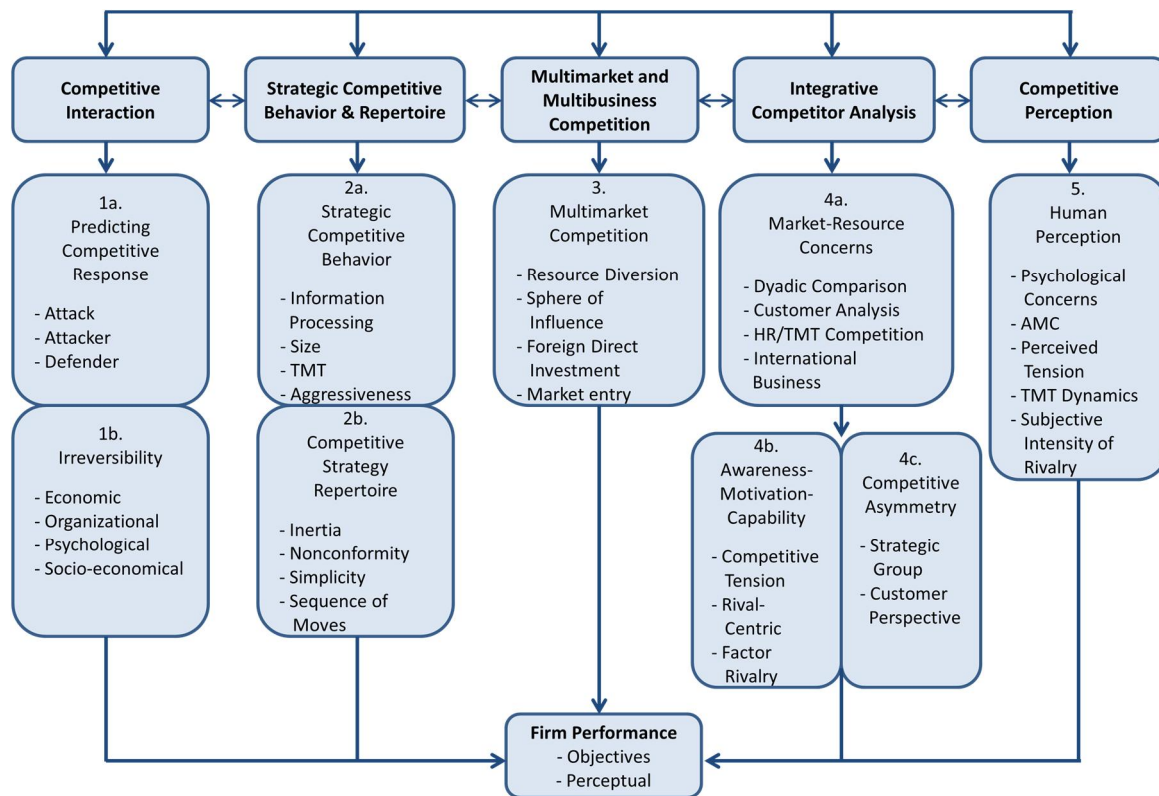 Competitive
Interaction
Strategic Competitive
Behavior & Repertoire
Multimarket and
Multibusiness
Competition
Integrative
Competitor Analysis
Competitive
Perception
1a.
Predicting
Competitive
Response
- Attack
- Attacker
- Defender
1b.
Irreversibility
- Economic
- Organizational
- Psychological
- Socio-economical
2a.
Strategic
Competitive
Behavior
- Information
Processing
- Size
- TMT
- Aggressiveness
2b.
Competitive
Strategy
Repertoire
- Inertia
- Nonconformity
- Simplicity
- Sequence of
Moves
3.
Multimarket
Competition
- Resource Diversion
- Sphere of
Influence
- Foreign Direct
Investment
- Market entry
4a.
Market-Resource
Concerns
- Dyadic Comparison
- Customer Analysis
- HR/TMT Competition
- International
Business
4b.
Awareness-
Motivation-
Capability
- Competitive
Tension
- Rival-
Centric
- Factor
Rivalry
4c.
Competitive
Asymmetry
- Strategic
Group
- Customer
Perspective
5.
Human
Perception
- Psychological
Concerns
- AMC
- Perceived
Tension
- TMT Dynamics
- Subjective
Intensity of
Rivalry
Firm Performance
- Objectives
- Perceptual